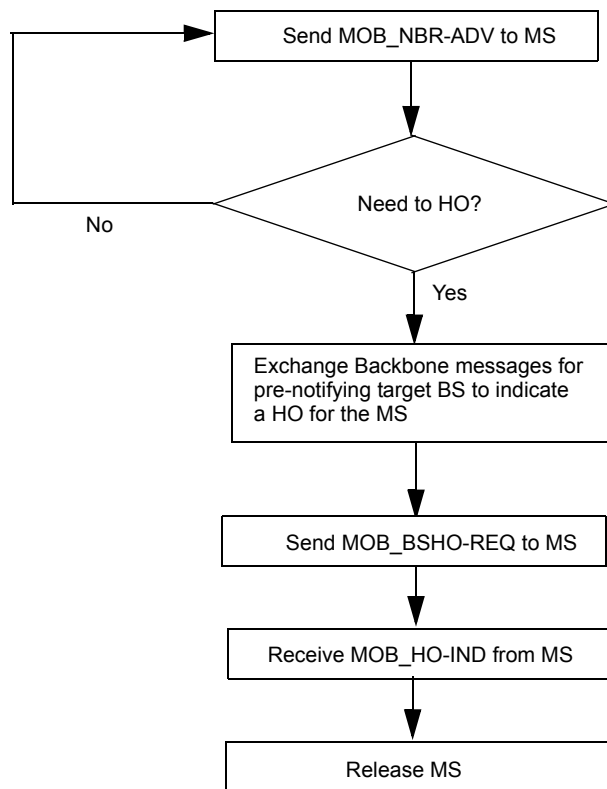 Send MOB_NBR-ADV to MS
Need to HO?
No
Yes
Exchange Backbone messages for
pre-notifying target BS to indicate
a HO for the MS
Send MOB_BSHO-REQ to MS
Receive MOB_HO-IND from MS
Release MS